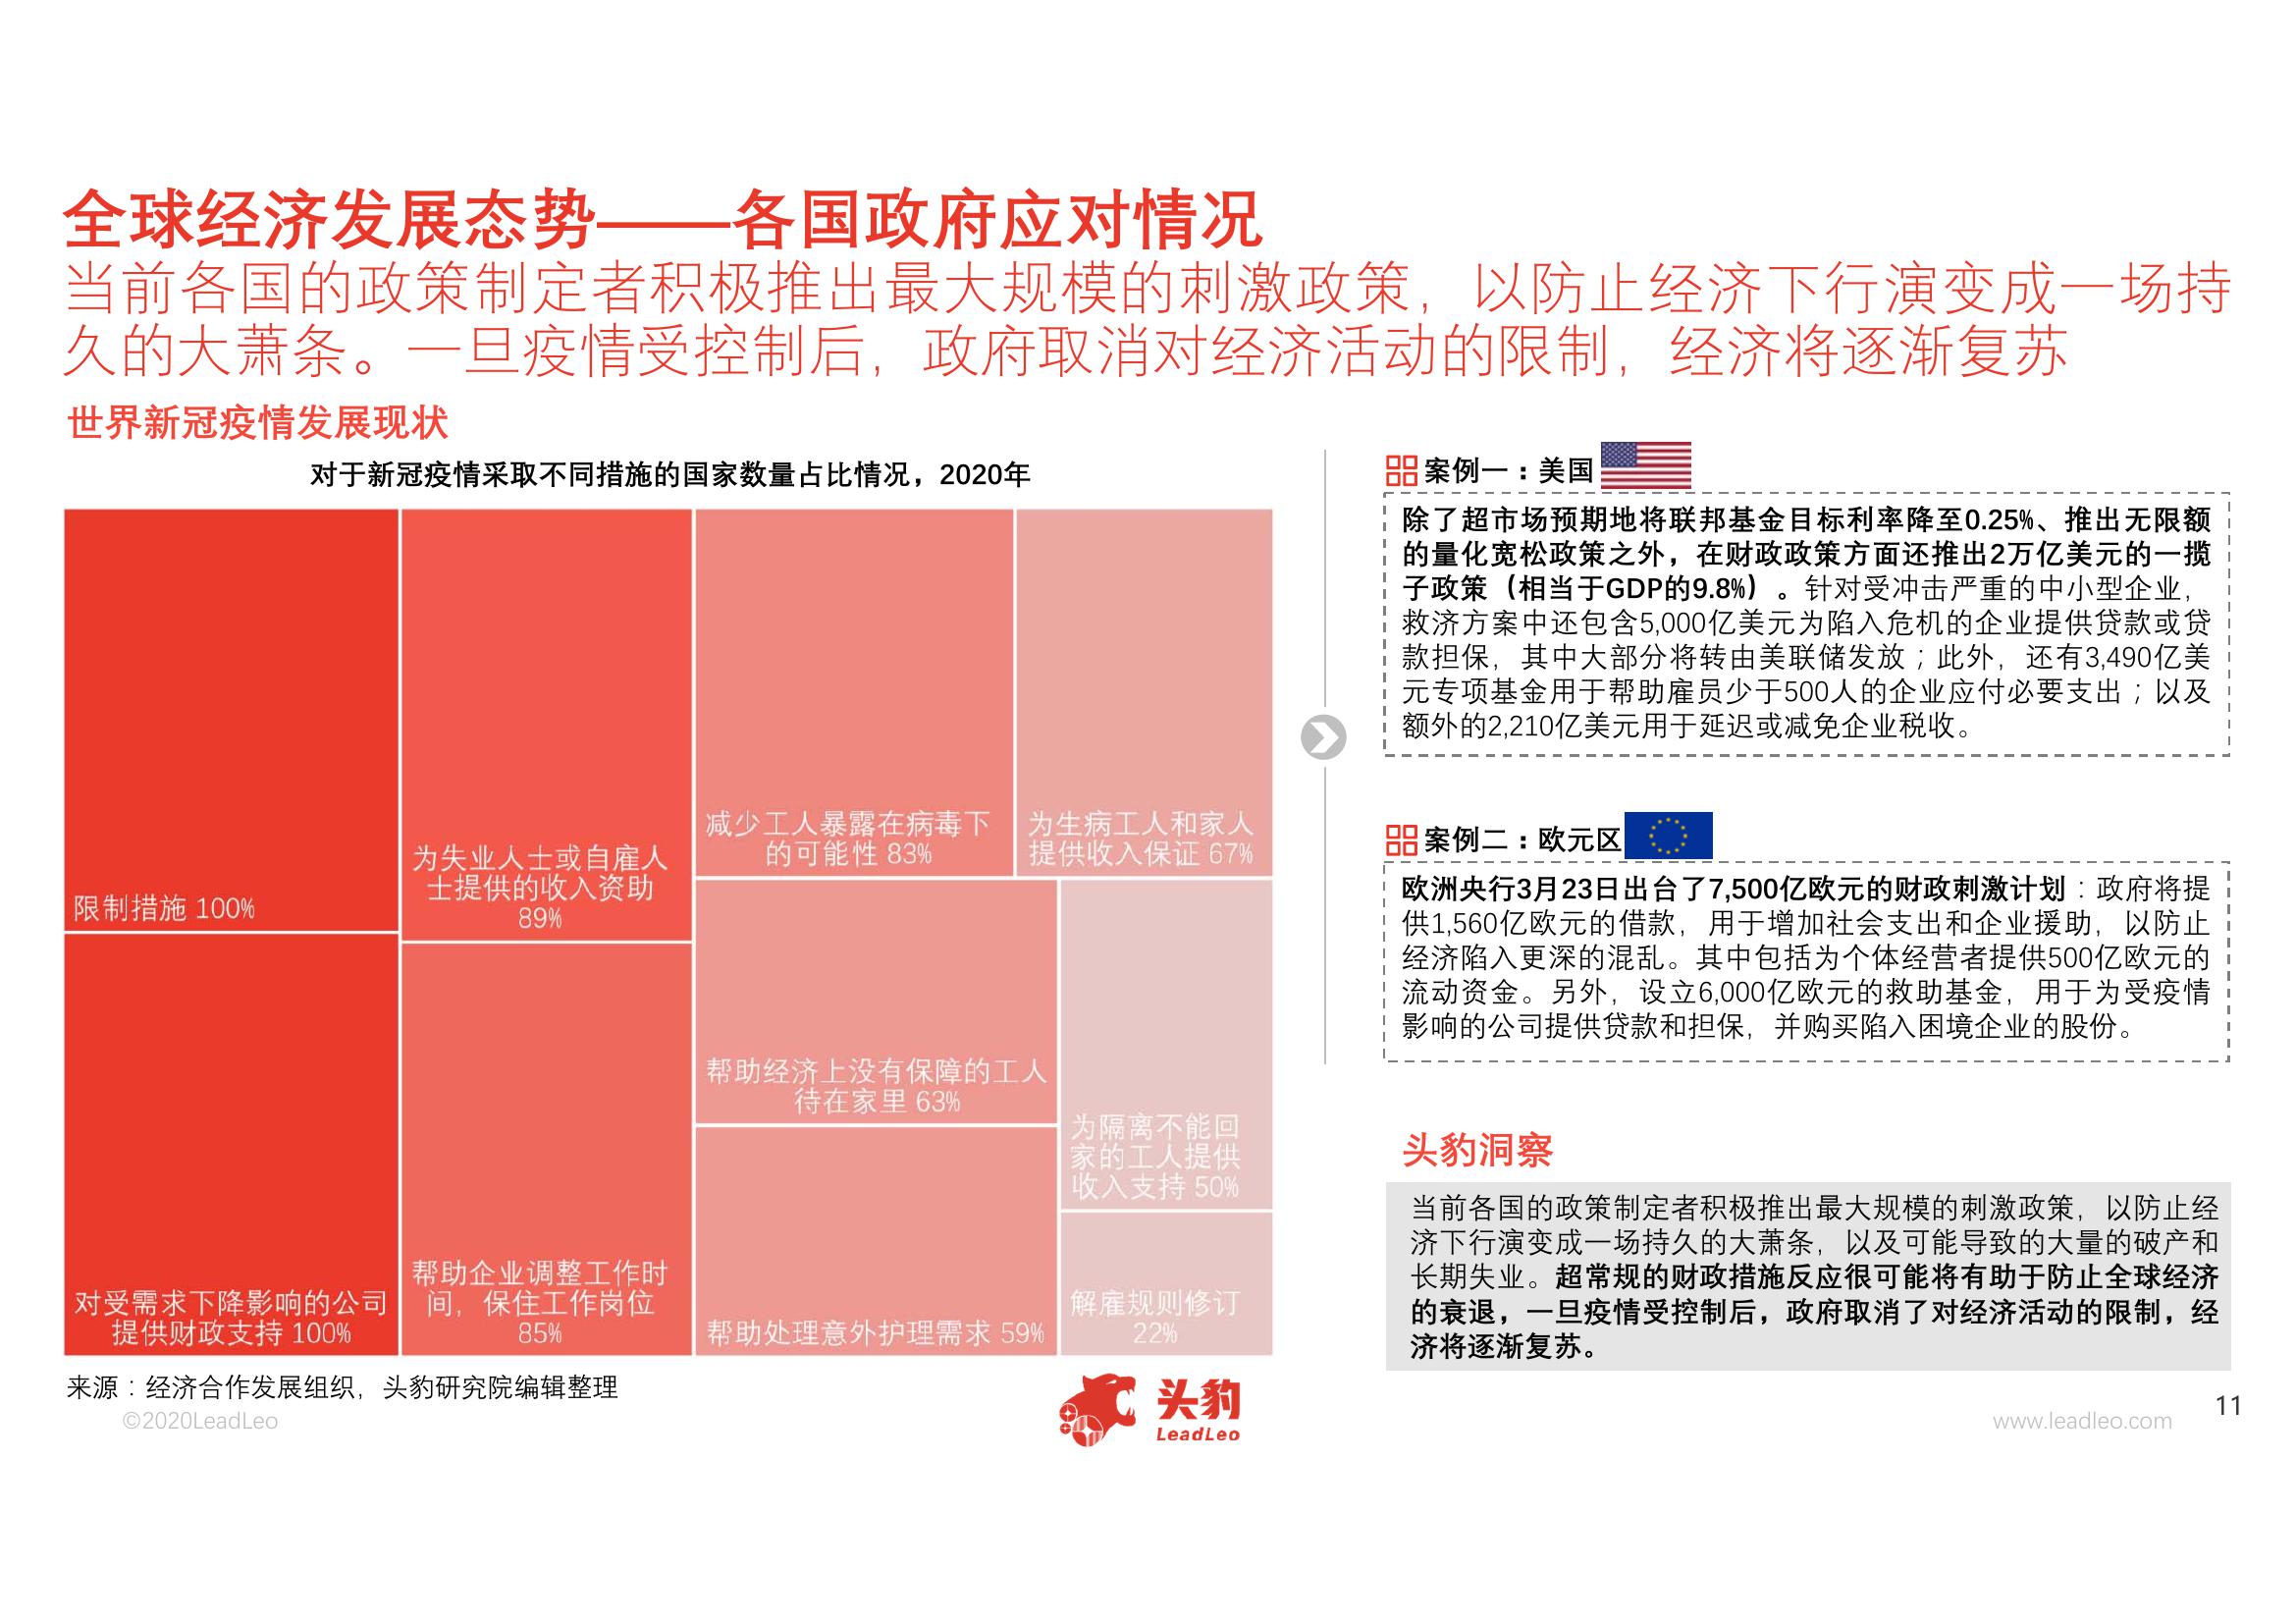 全球经济发展态势——各国政府应对情况
当前各国的政策制定者积极推出最大规模的刺激政策，以防止经济下行演变成一场持
久的大萧条。一旦疫情受控制后，政府取消对经济活动的限制，经济将逐渐复苏
世界新冠疫情发展现状
对于新冠疫情采取不同措施的国家数量占比情况，2020年
限制措施 100%
对受需求下降影响的公司
提供财政支持 100%
为失业人士或自雇人
士提供的收入资助
89%
帮助企业调整工作时
间，保住工作岗位
85%
减少工人暴露在病毒下
的可能性 83%
为生病工人和家人
提供收入保证 67%
帮助经济上没有保障的工人
待在家里 63%
帮助处理意外护理需求 59%
为隔离不能回
家的工人提供
收入支持 50%
解雇规则修订
22%
来源：经济合作发展组织，头豹研究院编辑整理
案例一：美国
除了超市场预期地将联邦基金目标利率降至0.25%、推出无限额
的量化宽松政策之外，在财政政策方面还推出2万亿美元的一揽
子政策（相当于GDP的9.8%）。针对受冲击严重的中小型企业，
救济方案中还包含5,000亿美元为陷入危机的企业提供贷款或贷
款担保，其中大部分将转由美联储发放；此外，还有3,490亿美
元专项基金用于帮助雇员少于500人的企业应付必要支出；以及
额外的2,210亿美元用于延迟或减免企业税收。
案例二：欧元区
欧洲央行3月23日出台了7,500亿欧元的财政刺激计划：政府将提
供1,560亿欧元的借款，用于增加社会支出和企业援助，以防止
经济陷入更深的混乱。其中包括为个体经营者提供500亿欧元的
流动资金。另外，设立6,000亿欧元的救助基金，用于为受疫情
影响的公司提供贷款和担保，并购买陷入困境企业的股份。
头豹洞察
当前各国的政策制定者积极推出最大规模的刺激政策，以防止经
济下行演变成一场持久的大萧条，以及可能导致的大量的破产和
长期失业。超常规的财政措施反应很可能将有助于防止全球经济
的衰退，一旦疫情受控制后，政府取消了对经济活动的限制，经
济将逐渐复苏。
©2020LeadLeo
头豹
LeadLeo
www.leadleo.com
11